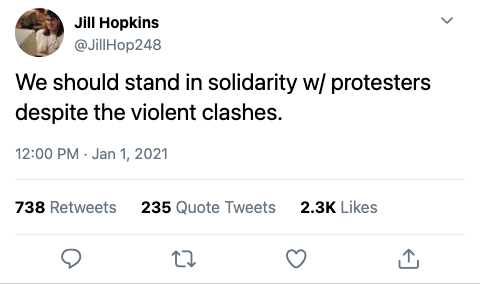 Jill Hopkins
@JillHop248
We should stand in solidarity w/ protesters
despite the violent clashes.
12:00 PM · Jan 1, 2021
738 Retweets 235 Quote Tweets 2.3K Likes